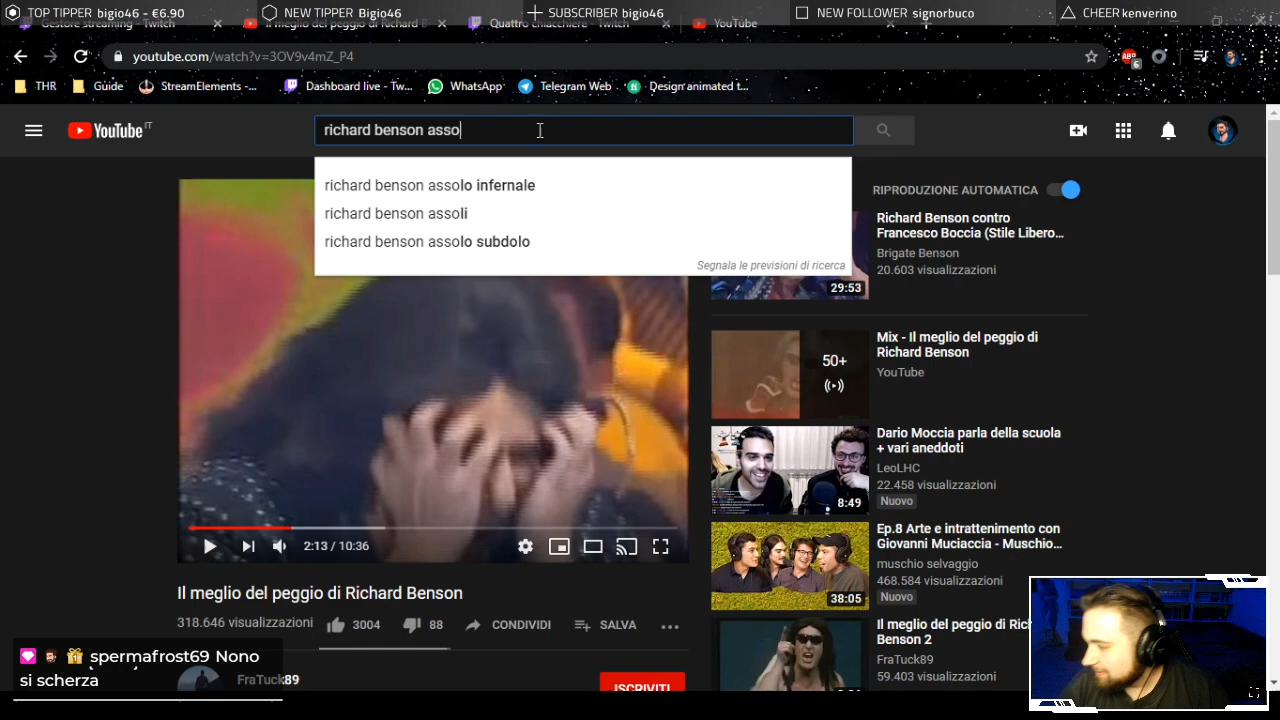 TOP TIPPER bigio46 - €6.90
NEW TIPPER Bigio46
SUBSCRIBER bigio46
NEW FOLLOWER signorbuco
CHEER kenverino
Gestore streaming - Twitch
Il meglio del peggio di Richard B
Quattro chiacchere - Twitch
YouTube
youtube.com/watch?v=3OV9v4mZ_P4
6
THR
Guide
StreamElements -...
Dashboard live - Tw...
WhatsApp
Telegram Web
Design animated t...
YouTube IT
richard benson asso
richard benson assolo infernale
richard benson assoli
richard benson assolo subdolo
Segnala le previsioni di ricerca
RIPRODUZIONE AUTOMATICA
Richard Benson contro
Francesco Boccia (Stile Libero...
Brigate Benson
20.603 visualizzazioni
29:53
Mix - Il meglio del peggio di
Richard Benson
YouTube
50+
Dario Moccia parla della scuola
+ vari aneddoti
LeoLHC
22.458 visualizzazioni
Nuovo
8:49
Ep.8 Arte e intrattenimento con
Giovanni Muciaccia - Muschio...
muschio selvaggio
468.584 visualizzazioni
Nuovo
38:05
Il meglio del peggio di Ric
Benson 2
FraTuck89
59.403 visualizzazioni
2:13 / 10:36
Il meglio del peggio di Richard Benson
318.646 visualizzazioni
3004
88
CONDIVIDI
SALVA
spermafrost69 Nono
si scherza
FraTuck89
ISCRIVITI